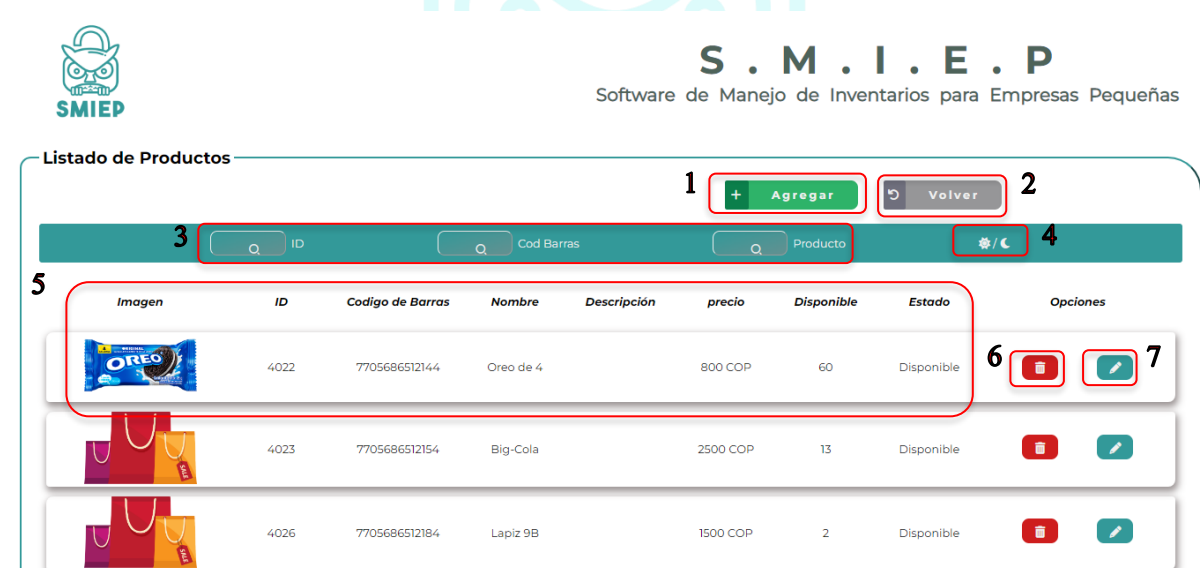 SMIEP
S . M . I . E . P
Software de Manejo de Inventarios para Empresas Pequeñas
Listado de Productos
1 + Agregar Volver 2
3 ID Cod Barras Producto / 4
5
Imagen ID Codigo de Barras Nombre Descripción precio Disponible Estado Opciones
ORIGINAL
OREO
4022 7705686512144 Oreo de 4 800 COP 60 Disponible 6 7
4023 7705686512154 Big-Cola 2500 COP 13 Disponible
SALE
4026 7705686512184 Lapiz 9B 1500 COP 2 Disponible
SALE